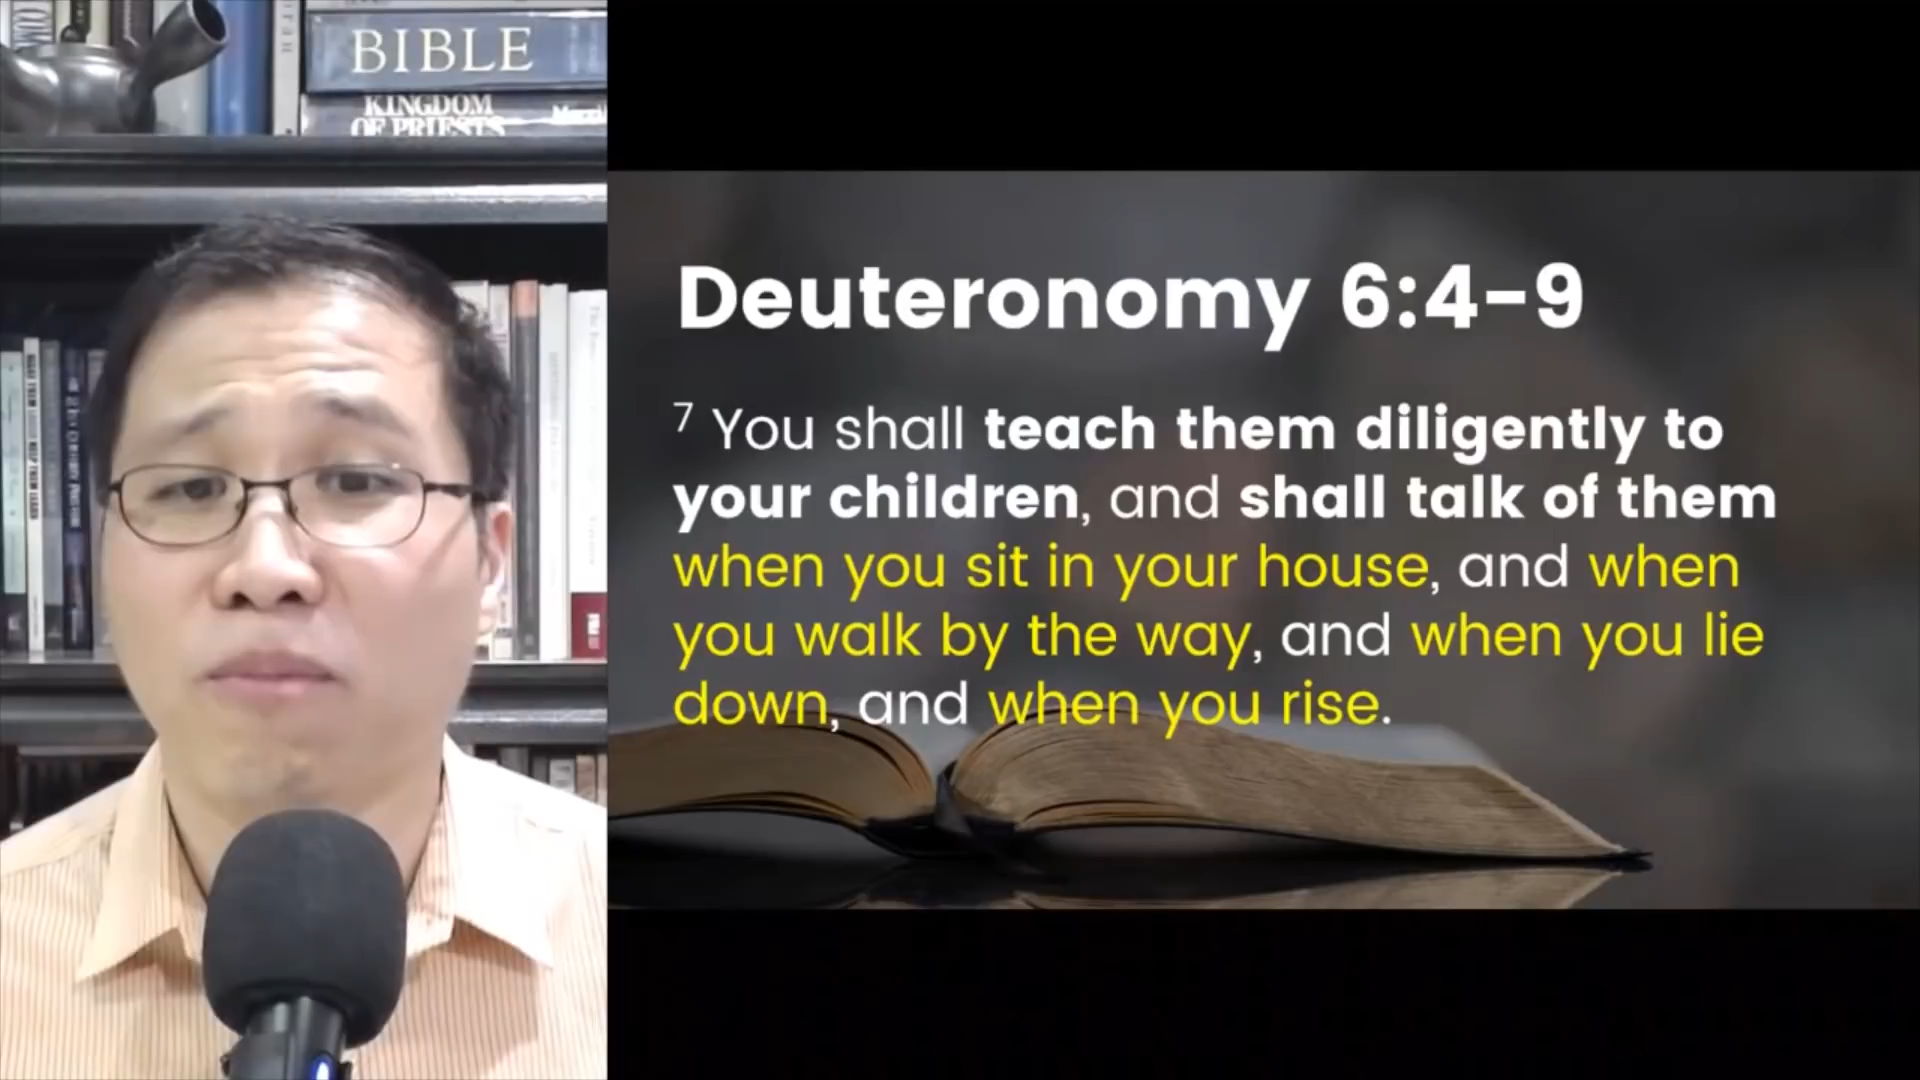 BIBLE
KINGDOM
OF PRIESTS
Deuteronomy 6:4-9
7 You shall teach them diligently to
your children, and shall talk of them
when you sit in your house, and when
you walk by the way, and when you lie
down, and when you rise.